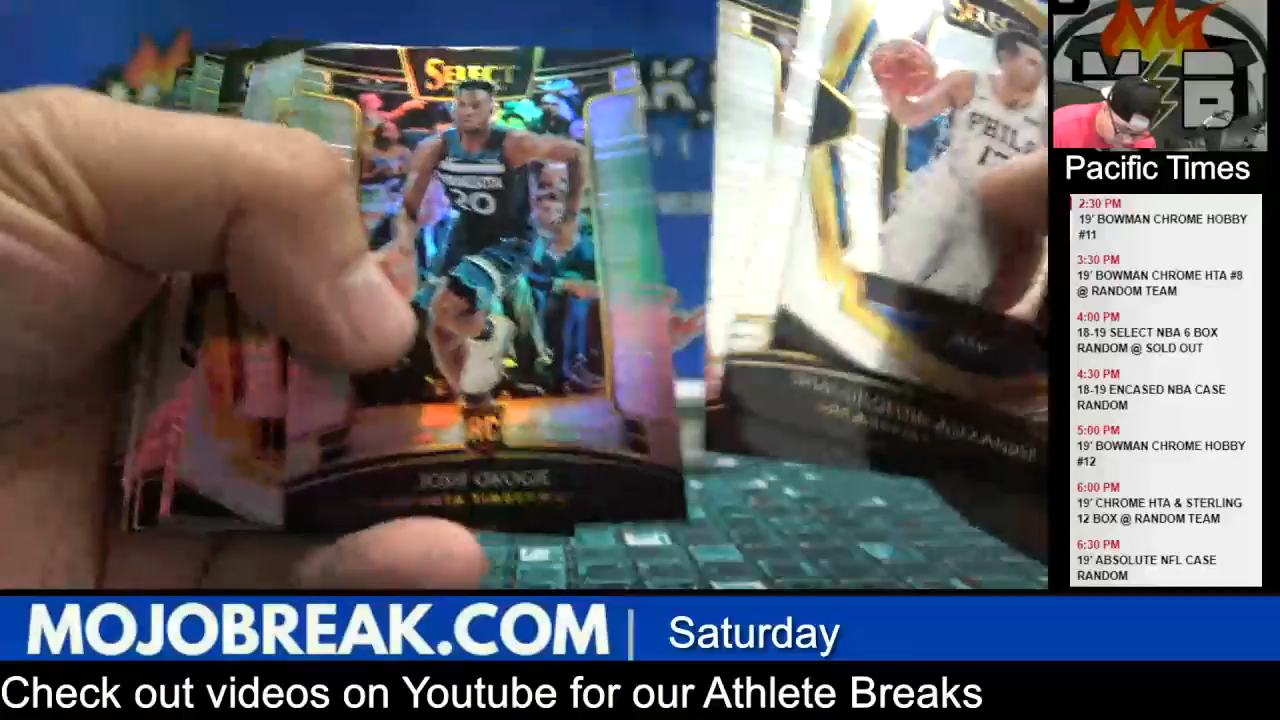 SELECT
SELECT
PHILA
20
RC
JOSH OKOGIE
Pacific Times
2:30 PM
19' BOWMAN CHROME HOBBY
#11
3:30 PM
19' BOWMAN CHROME HTA #8
@ RANDOM TEAM
4:00 PM
18-19 SELECT NBA 6 BOX
RANDOM @ SOLD OUT
4:30 PM
18-19 ENCASED NBA CASE
RANDOM
5:00 PM
19' BOWMAN CHROME HOBBY
#12
6:00 PM
19' CHROME HTA & STERLING
12 BOX @ RANDOM TEAM
6:30 PM
19' ABSOLUTE NFL CASE
RANDOM
MOJOBREAK.COM | Saturday
Check out videos on Youtube for our Athlete Breaks